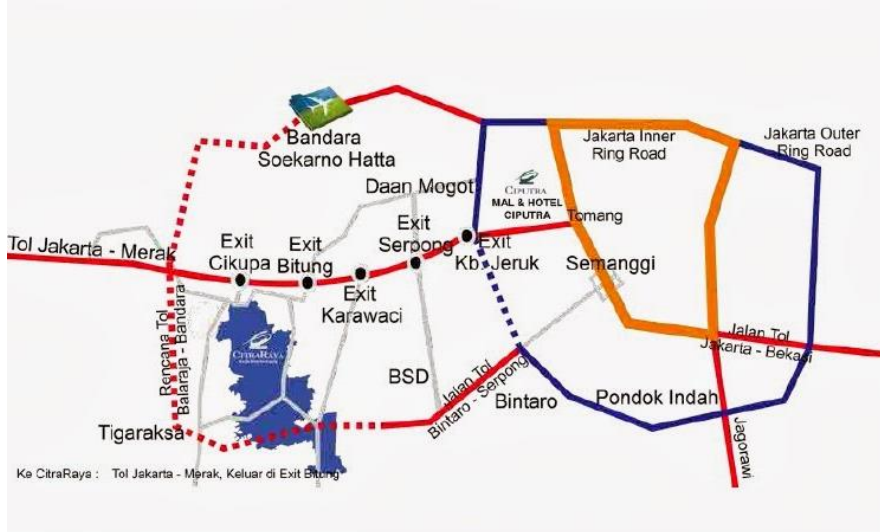 Bandara
Soekarno Hatta
Jakarta Inner
Ring Road
Jakarta Outer
Ring Road
Daan Mogot
CIPUTRA
MAL & HOTEL
CIPUTRA
Tomang
Tol Jakarta - Merak
Exit
Cikupa
Exit
Bitung
Exit
Serpong
Exit
Kb. Jeruk
Semanggi
Exit
Karawaci
Rencana Tol
Balaraja - Bandara
CITRARAYA
BSD
Jalan Tol
Bintaro - Serpong
Jalan Tol
Jakarta - Bekasi
Bintaro
Pondok Indah
Tigaraksa
Jagorawi
Ke CitraRaya : Tol Jakarta - Merak, Keluar di Exit Bitung